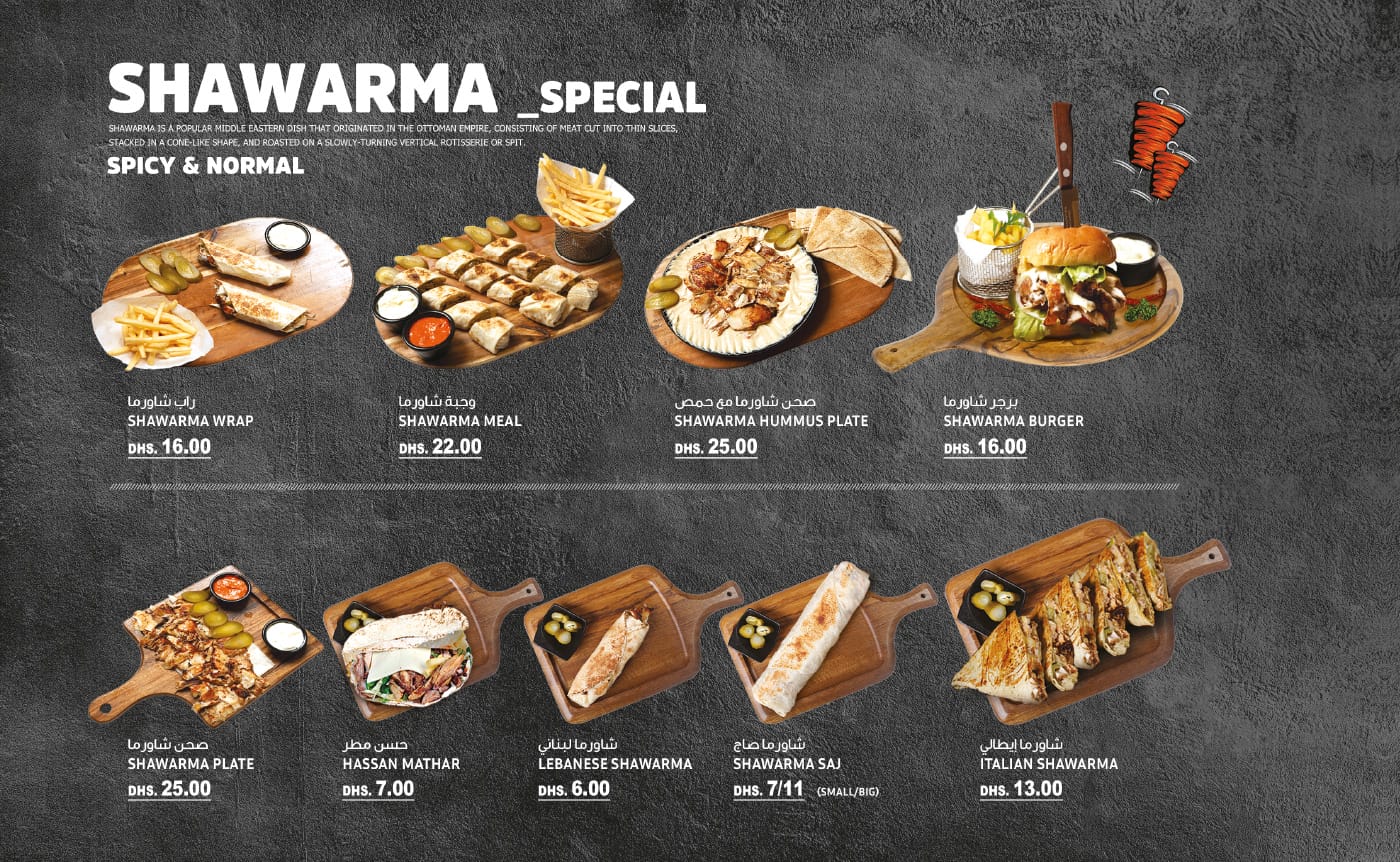 SHAWARMA _SPECIAL
SHAWARMA IS A POPULAR MIDDLE EASTERN DISH THAT ORIGINATED IN THE OTTOMAN EMPIRE, CONSISTING OF MEAT CUT INTO THIN SLICES,
STACKED IN A CONE-LIKE SHAPE, AND ROASTED ON A SLOWLY-TURNING VERTICAL ROTISSERIE OR SPIT.
SPICY & NORMAL
راب شاورما
SHAWARMA WRAP
DHS. 16.00
وجبة شاورما
SHAWARMA MEAL
DHS. 22.00
صحن شاورما مع حمص
SHAWARMA HUMMUS PLATE
DHS. 25.00
برجر شاورما
SHAWARMA BURGER
DHS. 16.00
صحن شاورما
SHAWARMA PLATE
DHS. 25.00
حسن مطر
HASSAN MATHAR
DHS. 7.00
شاورما لبناني
LEBANESE SHAWARMA
DHS. 6.00
شاورما صاج
SHAWARMA SAJ
DHS. 7/11 (SMALL/BIG)
شاورما إيطالي
ITALIAN SHAWARMA
DHS. 13.00